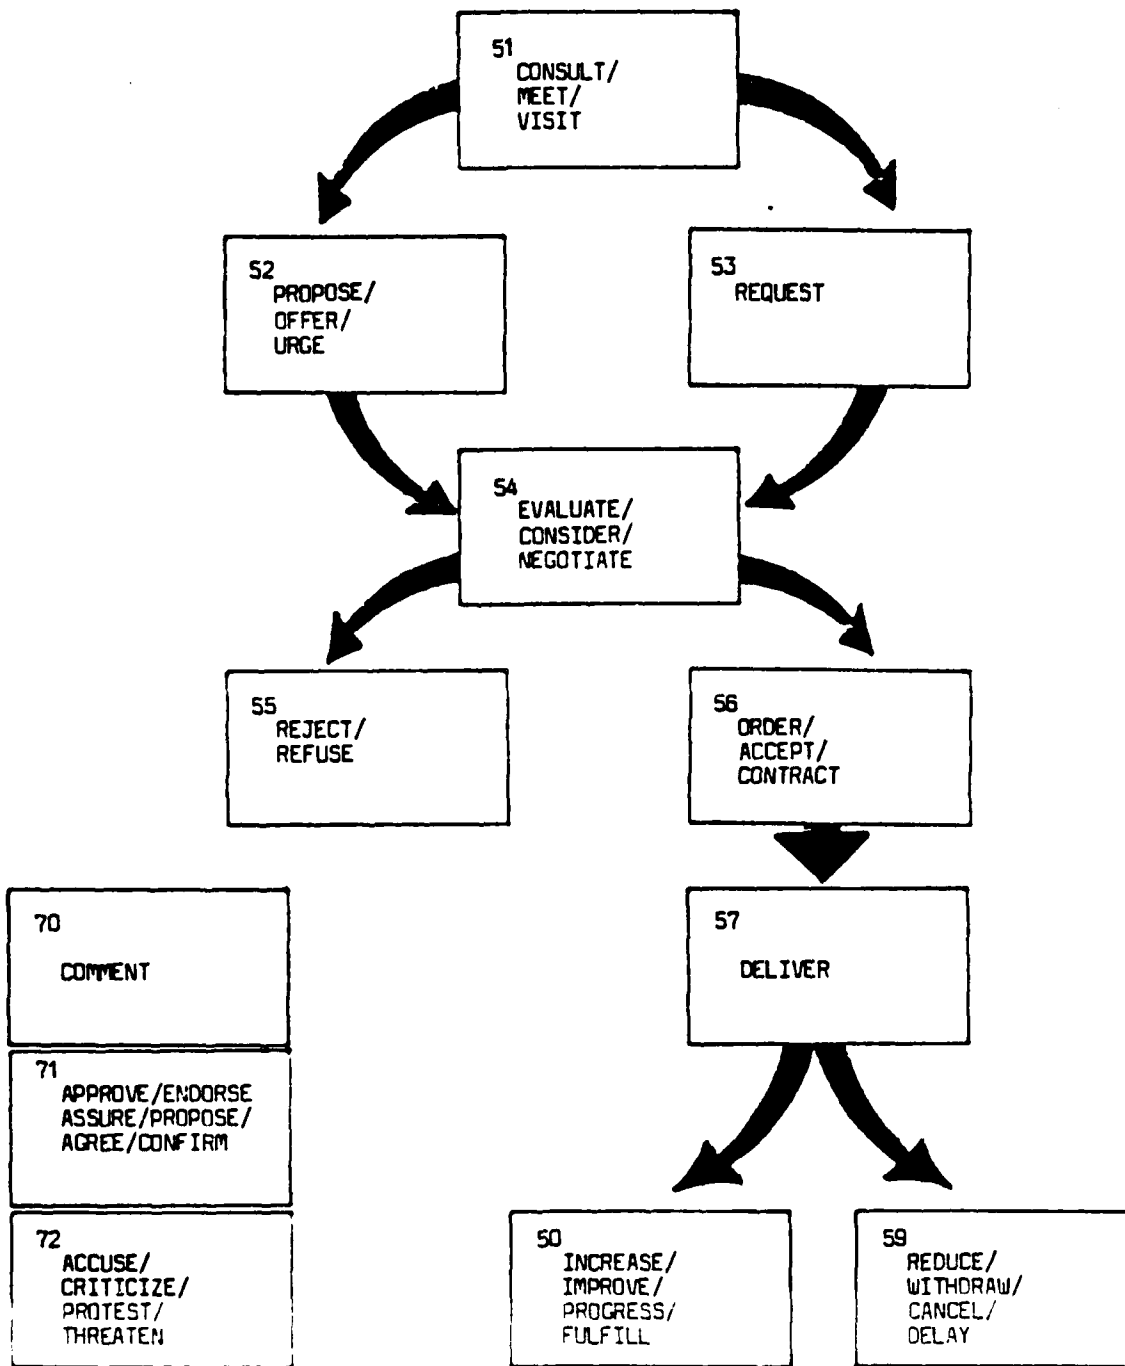 51
CONSULT/
MEET/
VISIT
52
PROPOSE/
OFFER/
URGE
53
REQUEST
54
EVALUATE/
CONSIDER/
NEGOTIATE
55
REJECT/
REFUSE
56
ORDER/
ACCEPT/
CONTRACT
70
COMMENT
57
DELIVER
71
APPROVE/ENDORSE
ASSURE/PROPOSE/
AGREE/CONFIRM
72
ACCUSE/
CRITICIZE/
PROTEST/
THREATEN
50
INCREASE/
IMPROVE/
PROGRESS/
FULFILL
59
REDUCE/
WITHDRAW/
CANCEL/
DELAY